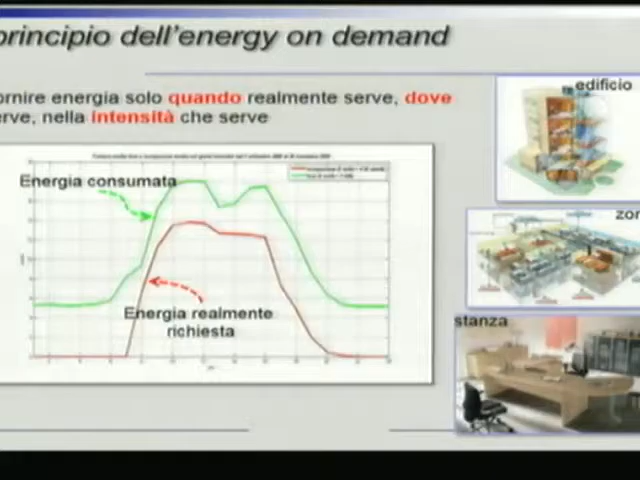 principio dell'energy on demand
ornire energia solo quando realmente serve, dove
erve, nella intensità che serve
edificio
Energia consumata
zon
Energia realmente
richiesta
stanza